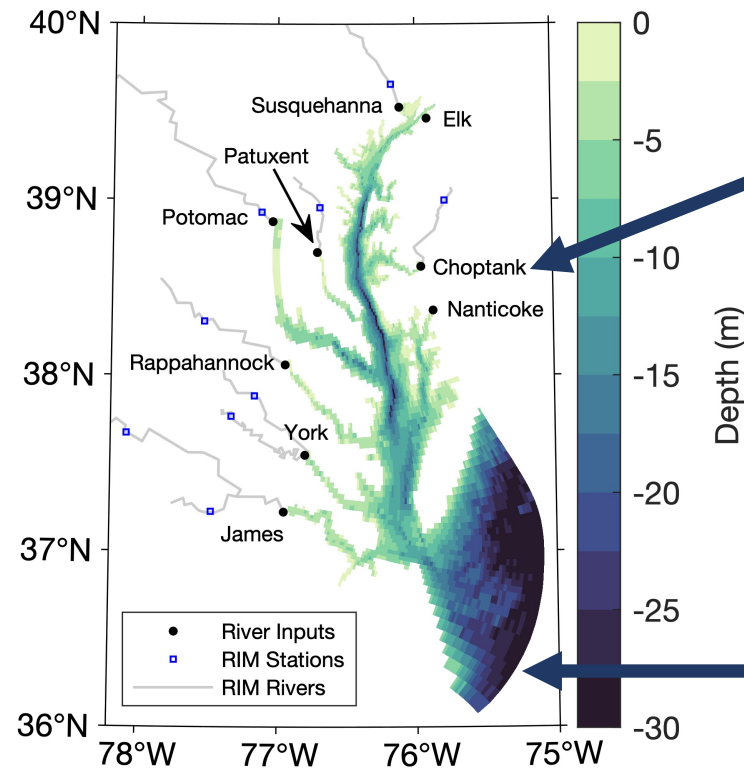 40°N
39°N
38°N
37°N
36°N
78°W
77°W
76°W
75°W
Susquehanna
Elk
Patuxent
Potomac
Choptank
Nanticoke
Rappahannock
York
James
River Inputs
RIM Stations
RIM Rivers
0
-5
-10
-15
-20
-25
-30
Depth (m)